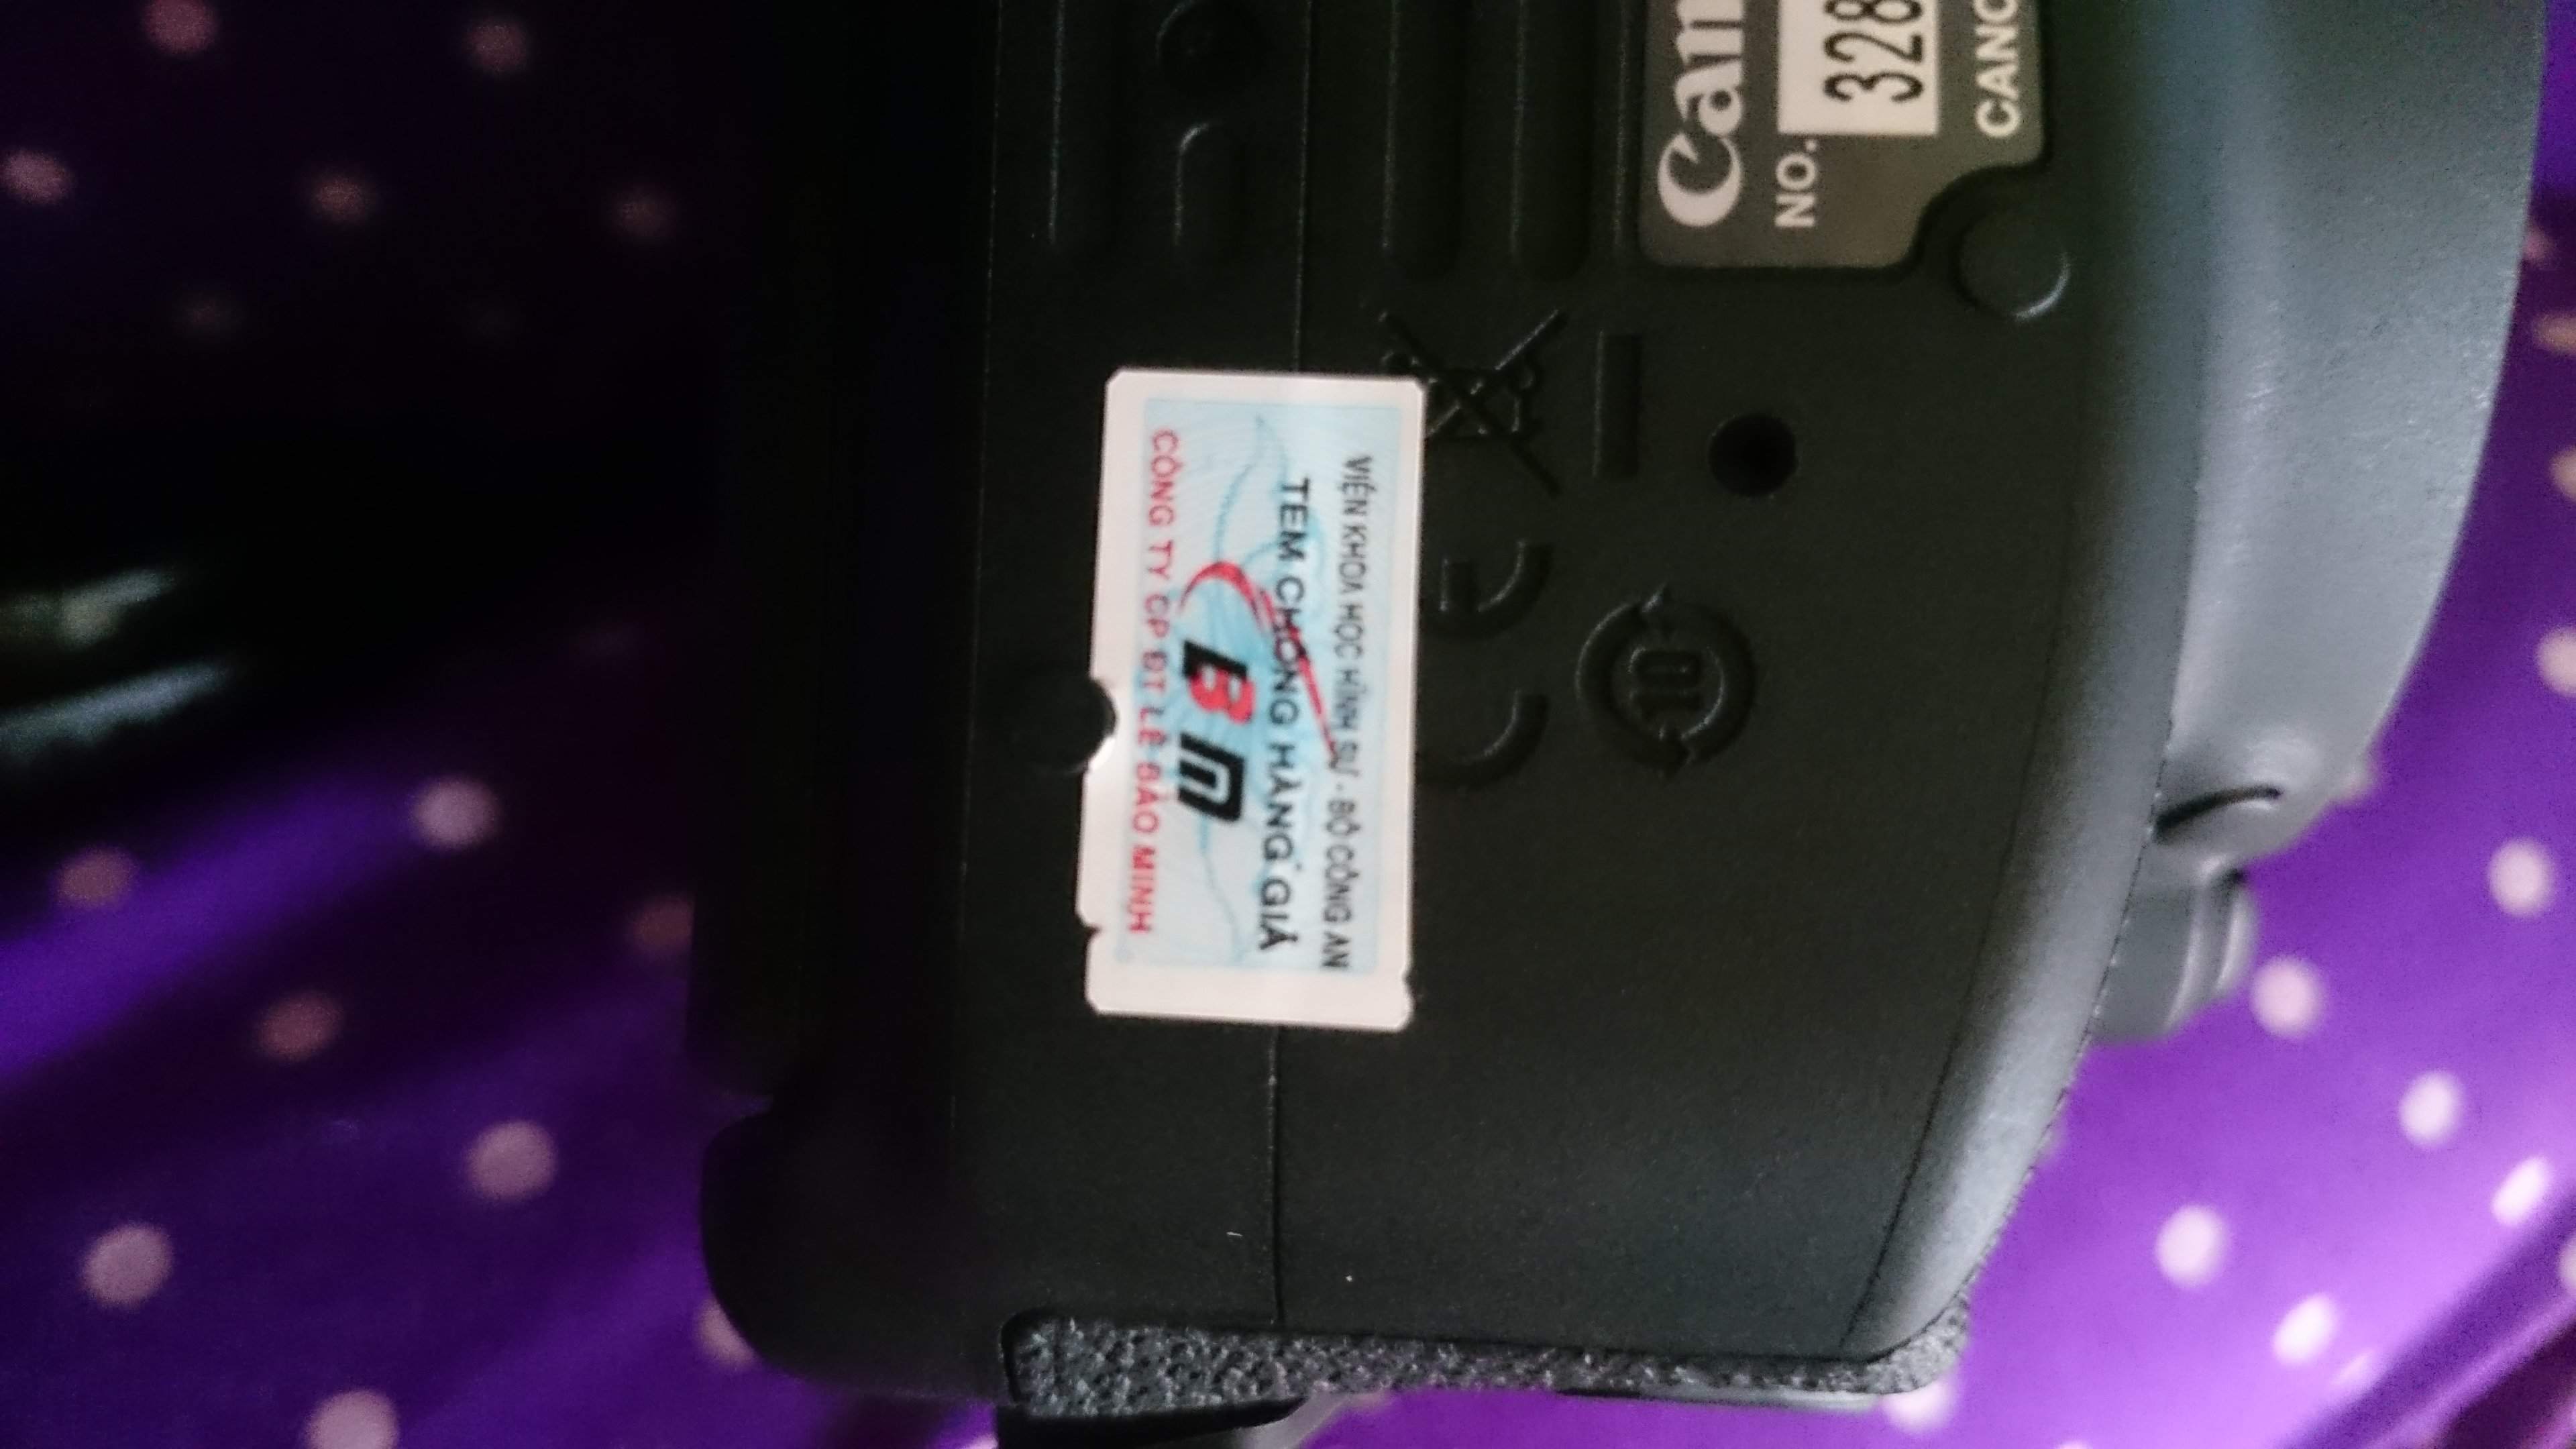 VIỆN KHOA HỌC HÌNH SỰ - BỘ CÔNG AN
TEM CHỐNG HÀNG GIẢ
BM
CÔNG TY CP ĐT LÊ BẢO MINH
Can
NO. 328
CANO
10